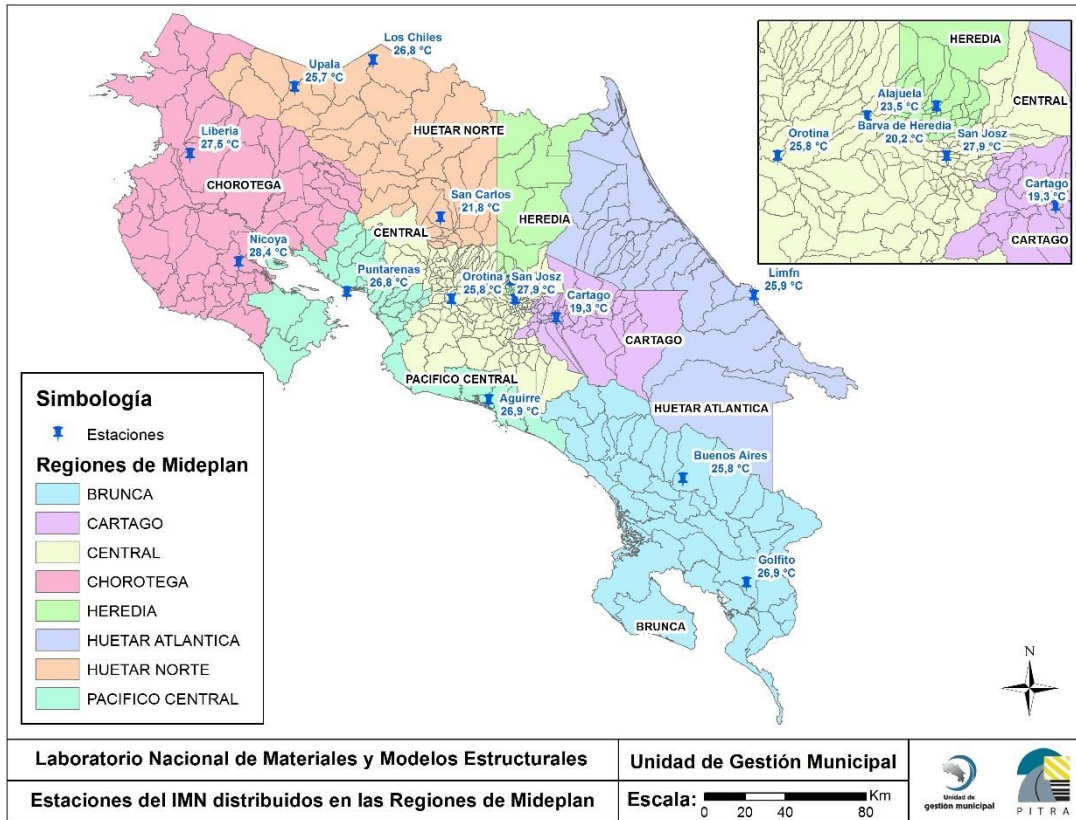 Los Chiles
26,8 °C
Upala
25,7 °C
HUETAR NORTE
Liberia
27,5 °C
CHOROTEGA
San Carlos
21,8 °C
HEREDIA
CENTRAL
Nicoya
28,4 °C
Puntarenas
26,8 °C
Orotina
25,8 °C
San Josz
27,9 °C
Cartago
19,3 °C
Limfn
25,9 °C
CARTAGO
PACIFICO CENTRAL
Aguirre
26,9 °C
HUETAR ATLANTICA
Buenos Aires
25,8 °C
Golfito
26,9 °C
BRUNCA
HEREDIA
CENTRAL
Alajuela
23,5 °C
Barva de Heredia
20,2 °C
San Josz
27,9 °C
Orotina
25,8 °C
Cartago
19,3 °C
CARTAGO
Simbología
Estaciones
Regiones de Mideplan
BRUNCA
CARTAGO
CENTRAL
CHOROTEGA
HEREDIA
HUETAR ATLANTICA
HUETAR NORTE
PACIFICO CENTRAL
N
Laboratorio Nacional de Materiales y Modelos Estructurales
Estaciones del IMN distribuidos en las Regiones de Mideplan
Unidad de Gestión Municipal
Escala:
0 20 40 80
Km
Unidad de
gestión municipal
PITRA